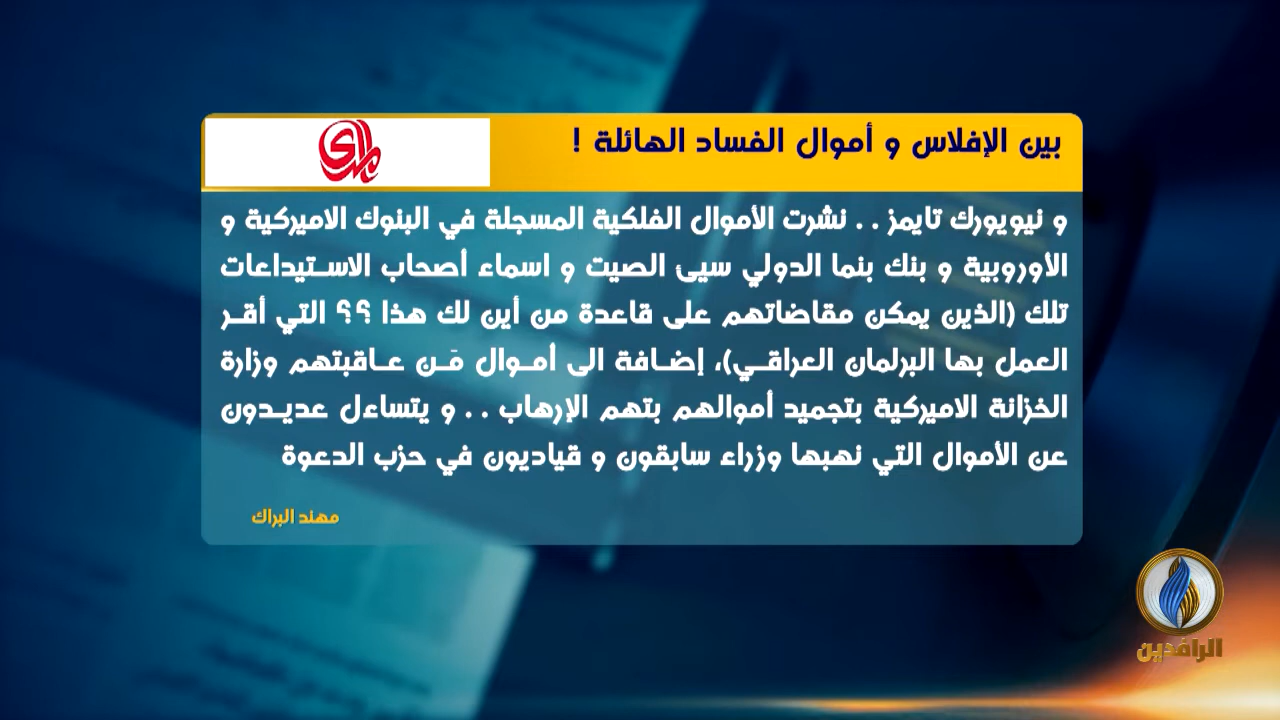 بين الإفلاس و أموال الفساد الهائلة !
المدى
و نيويورك تايمز . . نشرت الأموال الفلكية المسجلة في البنوك الاميركية و
الأوروبية و بنك بنما الدولي سيئ الصيت و اسماء أصحاب الاستيداعات
تلك (الذين يمكن مقاضاتهم على قاعدة من أين لك هذا ؟؟ التي أقر
العمل بها البرلمان العراقي)، إضافة الى أموال مَن عاقبتهم وزارة
الخزانة الاميركية بتجميد أموالهم بتهم الإرهاب . . و يتساءل عديدون
عن الأموال التي نهبها وزراء سابقون و قياديون في حزب الدعوة
مهند البراك
الرافدين